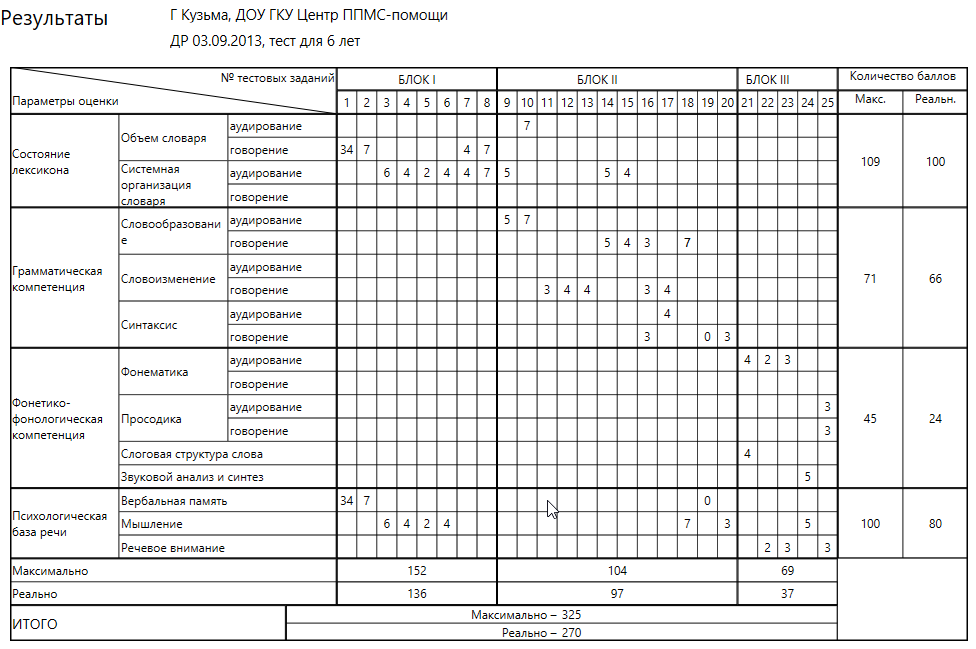 Результаты
Г Кузьма, ДОУ ГКУ Центр ППМС-помощи
ДР 03.09.2013, тест для 6 лет
№ тестовых заданий БЛОК I БЛОК II БЛОК III Количество баллов
Параметры оценки 1 2 3 4 5 6 7 8 9 10 11 12 13 14 15 16 17 18 19 20 21 22 23 24 25 Макс. Реальн.
Состояние лексикона Объем словаря аудирование 7 109 100
говорение 34 7 4 7
Системная организация словаря аудирование 6 4 2 4 4 7 5 5 4
говорение
Грамматическая компетенция Словообразовани
е аудирование 5 7 71 66
говорение 5 4 3 7
Словоизменение аудирование
говорение 3 4 4 3 4
Синтаксис аудирование 4
говорение 3 0 3
Фонетико-фонологическая компетенция Фонематика аудирование 4 2 3 45 24
говорение
Просодика аудирование 3
говорение 3
Слоговая структура слова 4
Звуковой анализ и синтез 5
Психологическая база речи Вербальная память 34 7 0 100 80
Мышление 6 4 2 4 7 3 5
Речевое внимание 2 3 3
Максимально 152 104 69
Реально 136 97 37
ИТОГО Максимально – 325
Реально – 270